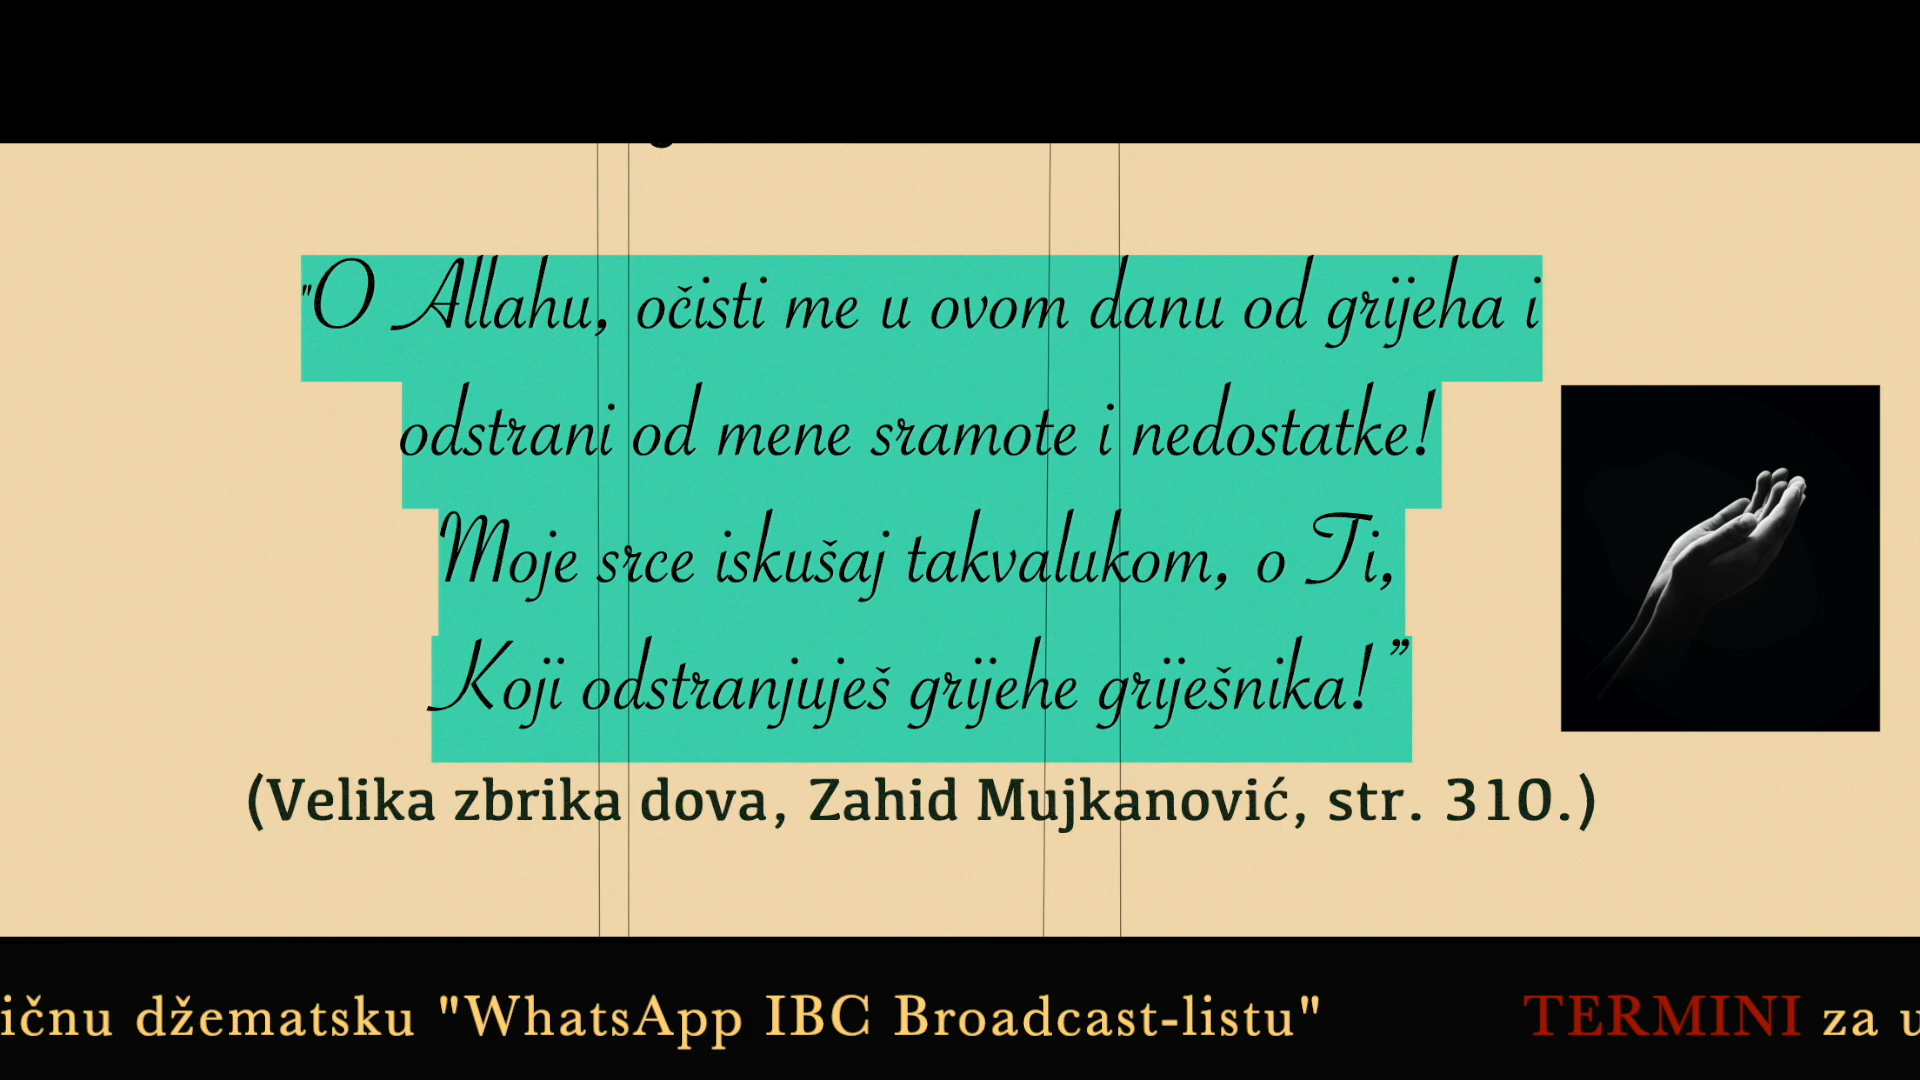 "O Allahu, očisti me u ovom danu od grijeha i
odstrani od mene sramote i nedostatke!
Moje srce iskušaj takvalukom, o Ti,
Koji odstranjuješ grijehe griješnika!”
(Velika zbrika dova, Zahid Mujkanović, str. 310.)
ičnu džematsku "WhatsApp IBC Broadcast-listu" TERMINI za